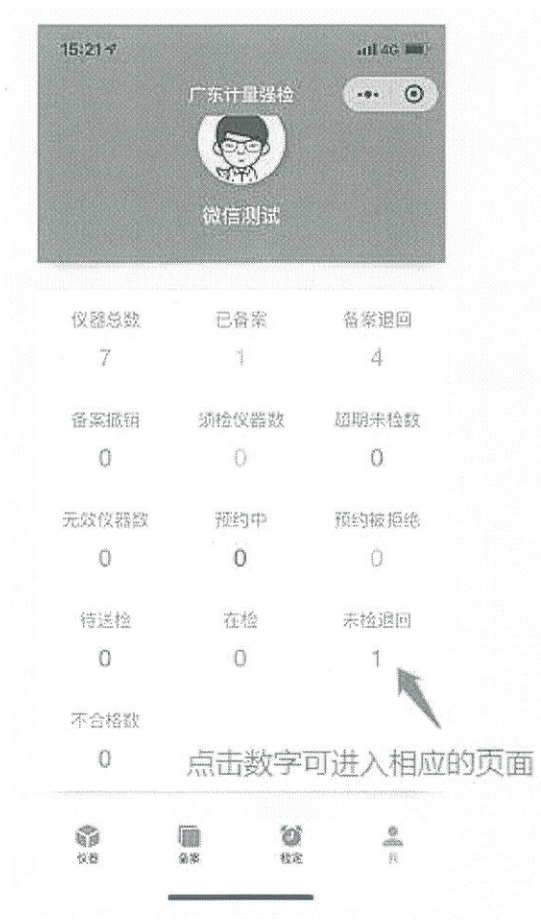 15:21 4G
广东计量强检
微信测试
仪器总数 已备案 备案退回
7 1 4
备案撤销 须检仪器数 超期未检数
0 0 0
无效仪器数 预约中 预约被拒绝
0 0 0
待送检 在检 未检退回
0 0 1
不合格数
0
点击数字可进入相应的页面
仪器 备案 检定 我